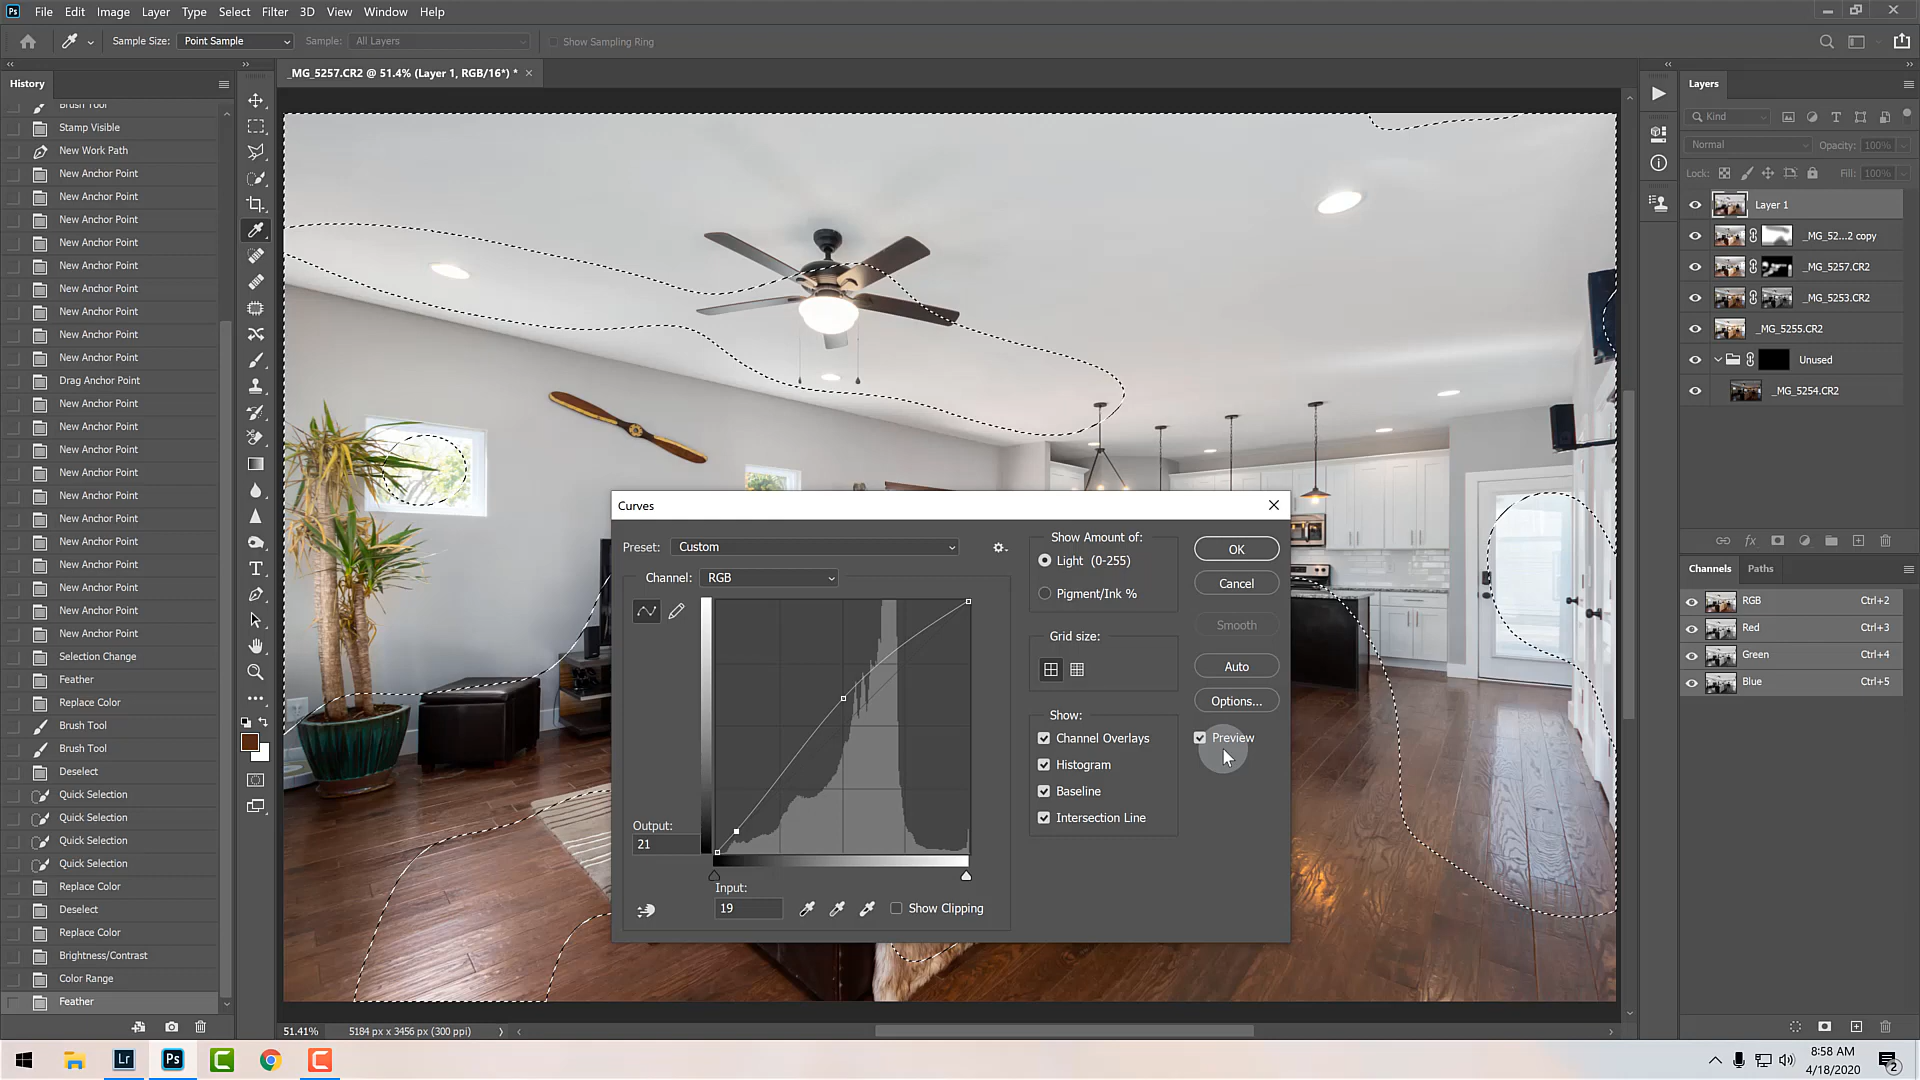 Ps File Edit Image Layer Type Select Filter 3D View Window Help
Sample Size: Point Sample Sample: All Layers Show Sampling Ring
History
_MG_5257.CR2 @ 51.4% (Layer 1, RGB/16*) * ×
Brush Tool
Stamp Visible
New Work Path
New Anchor Point
New Anchor Point
New Anchor Point
New Anchor Point
New Anchor Point
New Anchor Point
New Anchor Point
New Anchor Point
New Anchor Point
Drag Anchor Point
New Anchor Point
New Anchor Point
New Anchor Point
New Anchor Point
New Anchor Point
New Anchor Point
New Anchor Point
New Anchor Point
New Anchor Point
New Anchor Point
New Anchor Point
Selection Change
Feather
Replace Color
Brush Tool
Brush Tool
Deselect
Quick Selection
Quick Selection
Quick Selection
Quick Selection
Replace Color
Deselect
Replace Color
Brightness/Contrast
Color Range
Feather
Curves
Preset: Custom
Channel: RGB
Output:
21
Input:
19
Show Clipping
Show Amount of:
Light (0-255)
Pigment/Ink %
Grid size:
Show:
Channel Overlays
Histogram
Baseline
Intersection Line
OK
Cancel
Smooth
Auto
Options...
Preview
Layers
Kind
Normal Opacity: 100%
Lock: Fill: 100%
Layer 1
_MG_52...2 copy
_MG_5257.CR2
_MG_5253.CR2
_MG_5255.CR2
Unused
_MG_5254.CR2
fx
Channels Paths
RGB Ctrl+2
Red Ctrl+3
Green Ctrl+4
Blue Ctrl+5
51.41% 5184 px x 3456 px (300 ppi)
Lr Ps C C
8:58 AM
4/18/2020
2